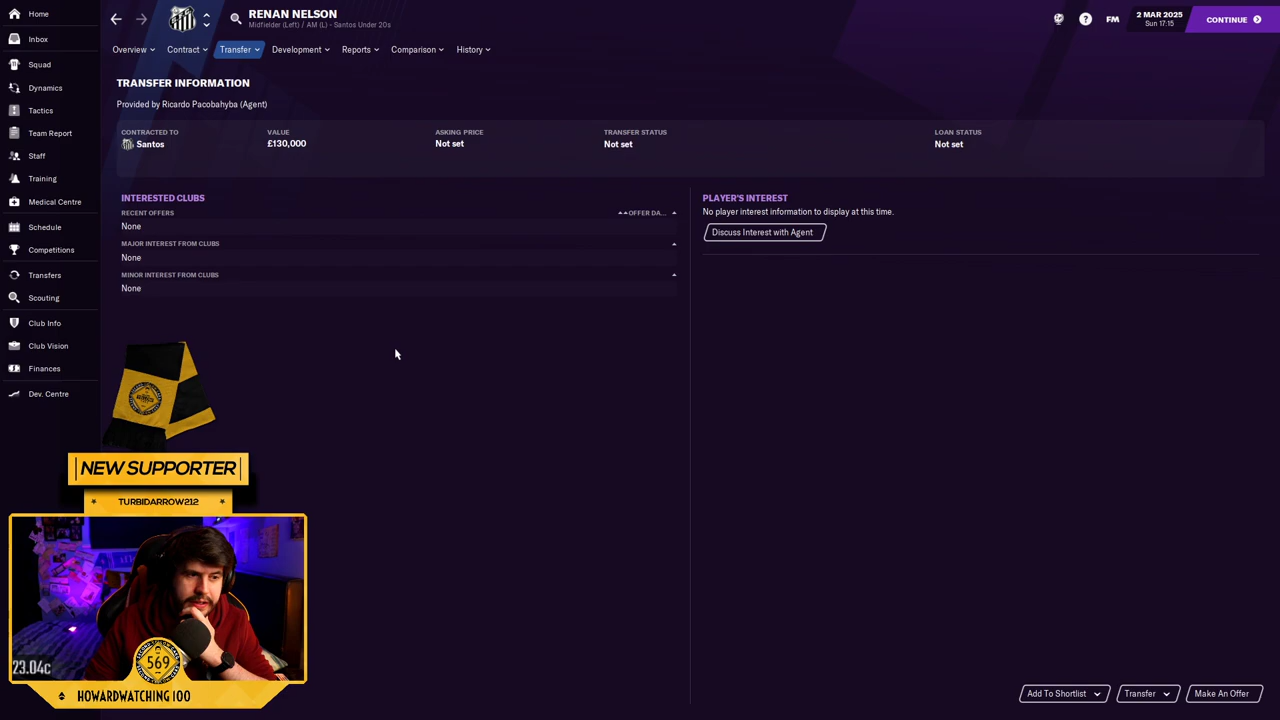 Home
Inbox
Squad
Dynamics
Tactics
Team Report
Staff
Training
Medical Centre
Schedule
Competitions
Transfers
Scouting
Club Info
Club Vision
Finances
Dev. Centre
RENAN NELSON
Midfielder (Left) / AM (L) - Santos Under 20s
FM
2 MAR 2025
Sun 17:15
CONTINUE
Overview Contract Transfer Development Reports Comparison History
TRANSFER INFORMATION
Provided by Ricardo Pacobahyba (Agent)
CONTRACTED TO VALUE ASKING PRICE TRANSFER STATUS LOAN STATUS
Santos £130,000 Not set Not set Not set
INTERESTED CLUBS
RECENT OFFERS OFFER DA...
None
MAJOR INTEREST FROM CLUBS
None
MINOR INTEREST FROM CLUBS
None
PLAYER'S INTEREST
No player interest information to display at this time.
Discuss Interest with Agent
NEW SUPPORTER
TURBIDARROW212
23.04c
569
HOWARDWATCHING 100
Add To Shortlist Transfer Make An Offer